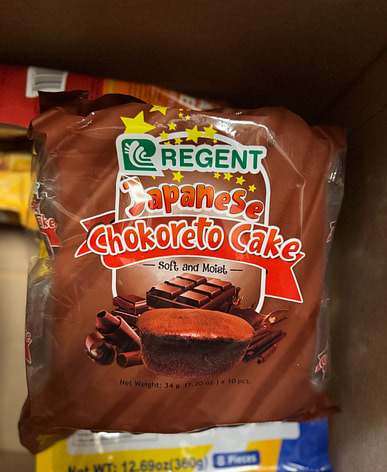 REGENT
Japanese
Chokoreto Cake
Soft and Moist
Net Weight: 34 g. (1.20 oz.) x 10 pcs.
Net WT: 12.69oz(360g) 8 Pieces